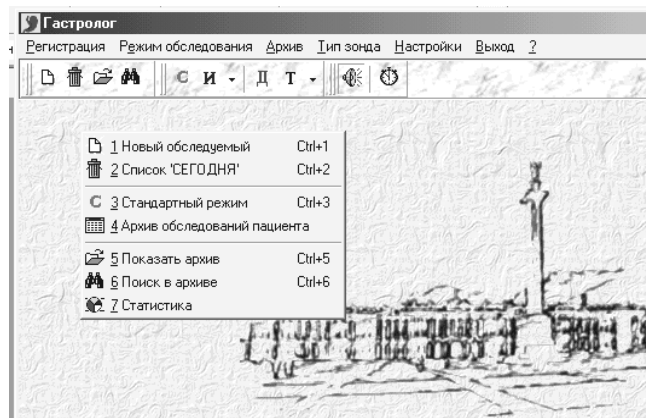 Гастролог
Регистрация Режим обследования Архив Тип зонда Настройки Выход ?
С И Д Т
1 Новый обследуемый Ctrl+1
2 Список 'СЕГОДНЯ' Ctrl+2
С 3 Стандартный режим Ctrl+3
4 Архив обследований пациента
5 Показать архив Ctrl+5
6 Поиск в архиве Ctrl+6
7 Статистика